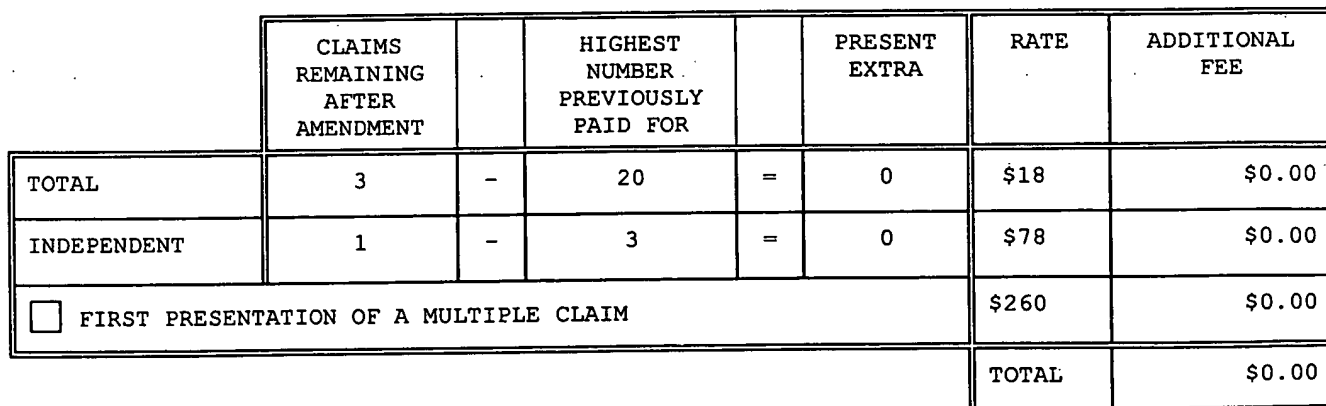 CLAIMS REMAINING AFTER AMENDMENT HIGHEST NUMBER PREVIOUSLY PAID FOR PRESENT EXTRA RATE ADDITIONAL FEE
TOTAL 3 - 20 = 0 $18 $0.00
INDEPENDENT 1 - 3 = 0 $78 $0.00
FIRST PRESENTATION OF A MULTIPLE CLAIM $260 $0.00
TOTAL $0.00